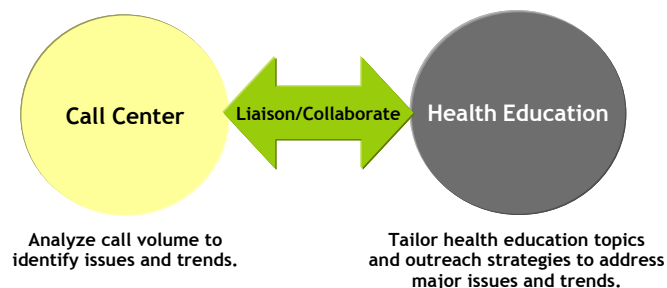 Call Center
Liaison/Collaborate
Health Education
Analyze call volume to
identify issues and trends.
Tailor health education topics
and outreach strategies to address
major issues and trends.